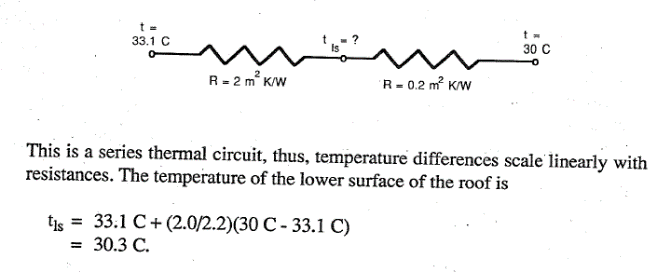 t =
33.1 C
t ls = ?
t =
30 C
R = 2 m² K/W
R = 0.2 m² K/W
This is a series thermal circuit, thus, temperature differences scale linearly with
resistances. The temperature of the lower surface of the roof is
tls = 33.1 C + (2.0/2.2)(30 C - 33.1 C)
= 30.3 C.